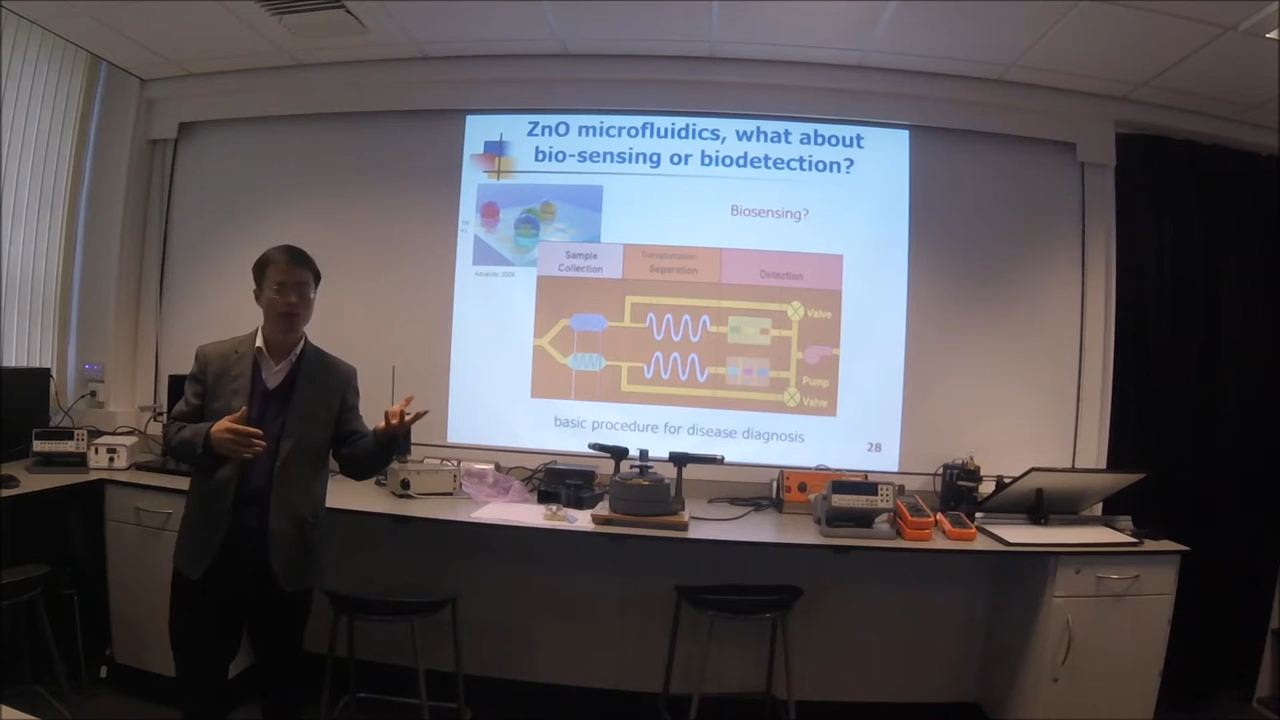 ZnO microfluidics, what about
bio-sensing or biodetection?
Biosensing?
Sample
Collection
Transportation
Separation
Detection
Valve
Pump
Valve
basic procedure for disease diagnosis
28